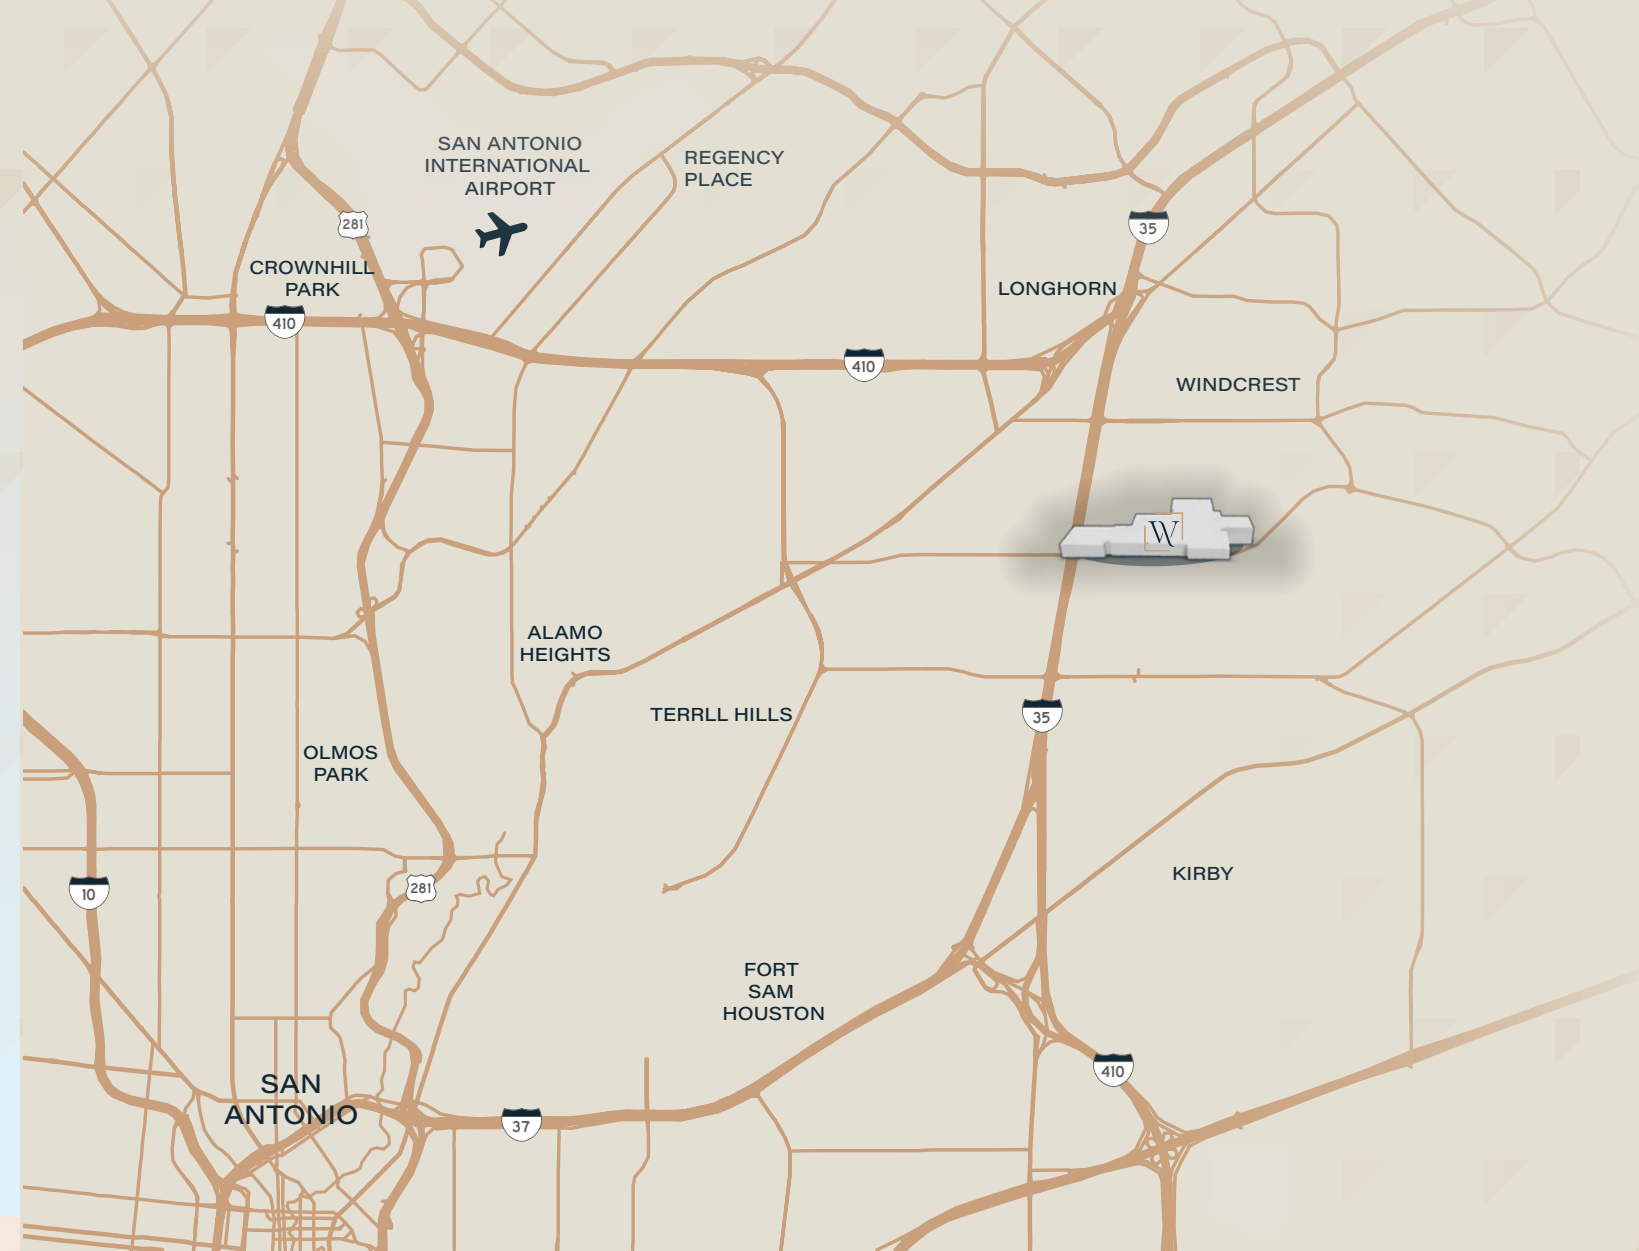 SAN ANTONIO
INTERNATIONAL
AIRPORT
REGENCY
PLACE
281
35
CROWNHILL
PARK
LONGHORN
410
410
WINDCREST
W
ALAMO
HEIGHTS
TERRLL HILLS
35
OLMOS
PARK
KIRBY
10
281
FORT
SAM
HOUSTON
410
SAN
ANTONIO
37